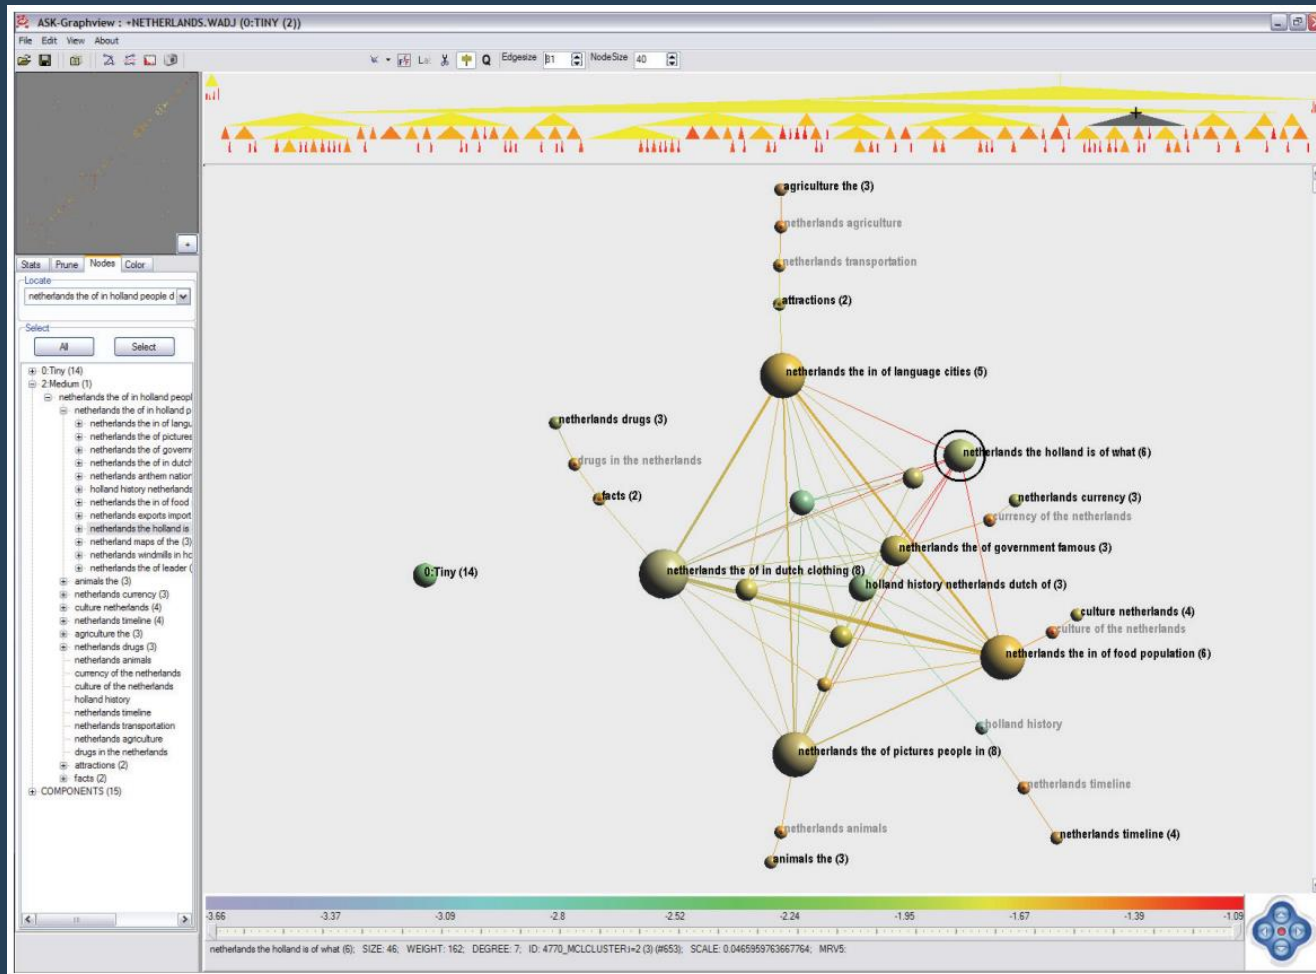 ASK-Graphview : +NETHERLANDS.WADJ (0:TINY (2))
File Edit View About
Edgesize 81 NodeSize 40
Stats Prune Nodes Color
Locate
netherlands the of in holland people d
Select
All Select
0:Tiny (14)
2:Medium (1)
netherlands the of in holland peopl
netherlands the of in holland p
netherlands the in of langu
netherlands the of pictures
netherlands the of governm
netherlands the of in dutch
netherlands anthem nation
holland history netherlands
netherlands the in of food
netherlands exports import
netherlands the holland is
netherland maps of the (3)
netherlands windmills in ho
netherlands the of leader (
animals the (3)
netherlands currency (3)
culture netherlands (4)
netherlands timeline (4)
agriculture the (3)
netherlands drugs (3)
netherlands animals
currency of the netherlands
culture of the netherlands
holland history
netherlands timeline
netherlands transportation
netherlands agriculture
drugs in the netherlands
attractions (2)
facts (2)
COMPONENTS (15)
agriculture the (3)
netherlands agriculture
netherlands transportation
attractions (2)
netherlands the in of language cities (5)
netherlands drugs (3)
netherlands the holland is of what (6)
drugs in the netherlands
facts (2)
netherlands currency (3)
currency of the netherlands
netherlands the of government famous (3)
0:Tiny (14)
netherlands the of in dutch clothing (8)
holland history netherlands dutch of (3)
culture netherlands (4)
culture of the netherlands
netherlands the in of food population (6)
holland history
netherlands the of pictures people in (8)
netherlands timeline
netherlands animals
netherlands timeline (4)
animals the (3)
-3.66 -3.37 -3.09 -2.8 -2.52 -2.24 -1.95 -1.67 -1.39 -1.09
netherlands the holland is of what (6); SIZE: 46; WEIGHT: 162; DEGREE: 7; ID: 4770_MCLCLUSTER:I=2 (3) (#653); SCALE: 0.0465959763667764; MRV5: